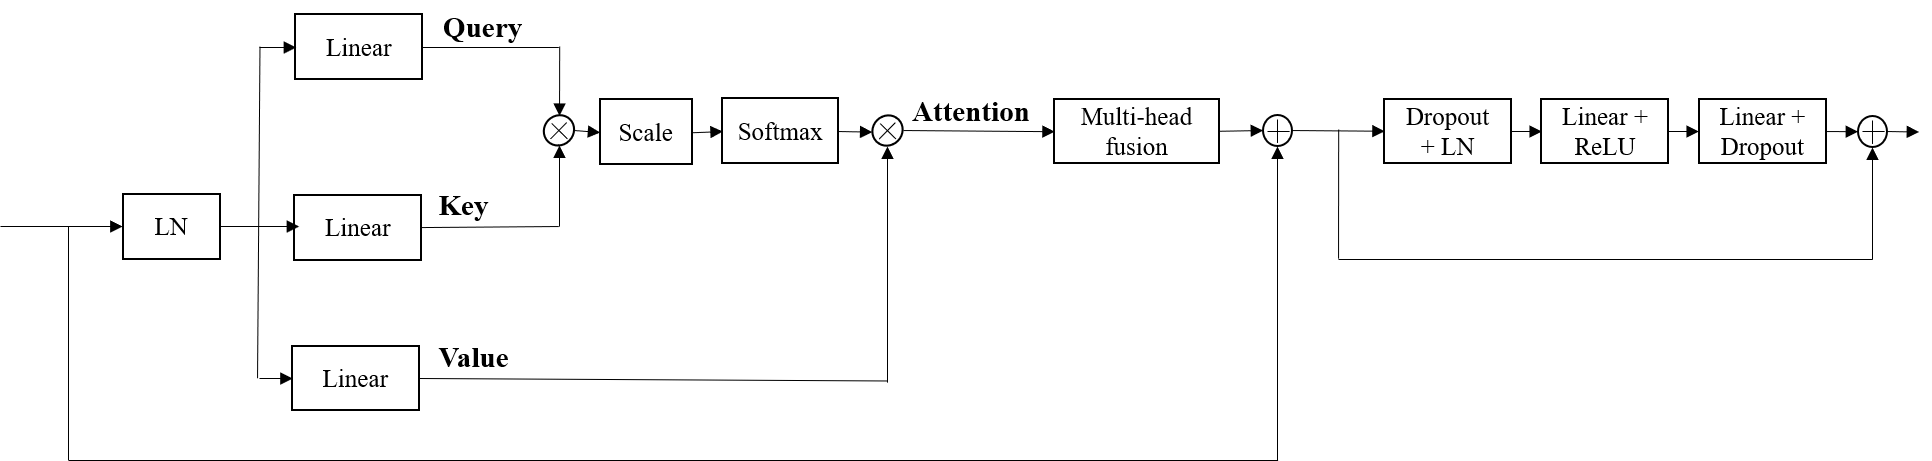 Linear
Query
Scale
Softmax
Attention
Multi-head
fusion
Dropout
+ LN
Linear +
ReLU
Linear +
Dropout
LN
Linear
Key
Linear
Value